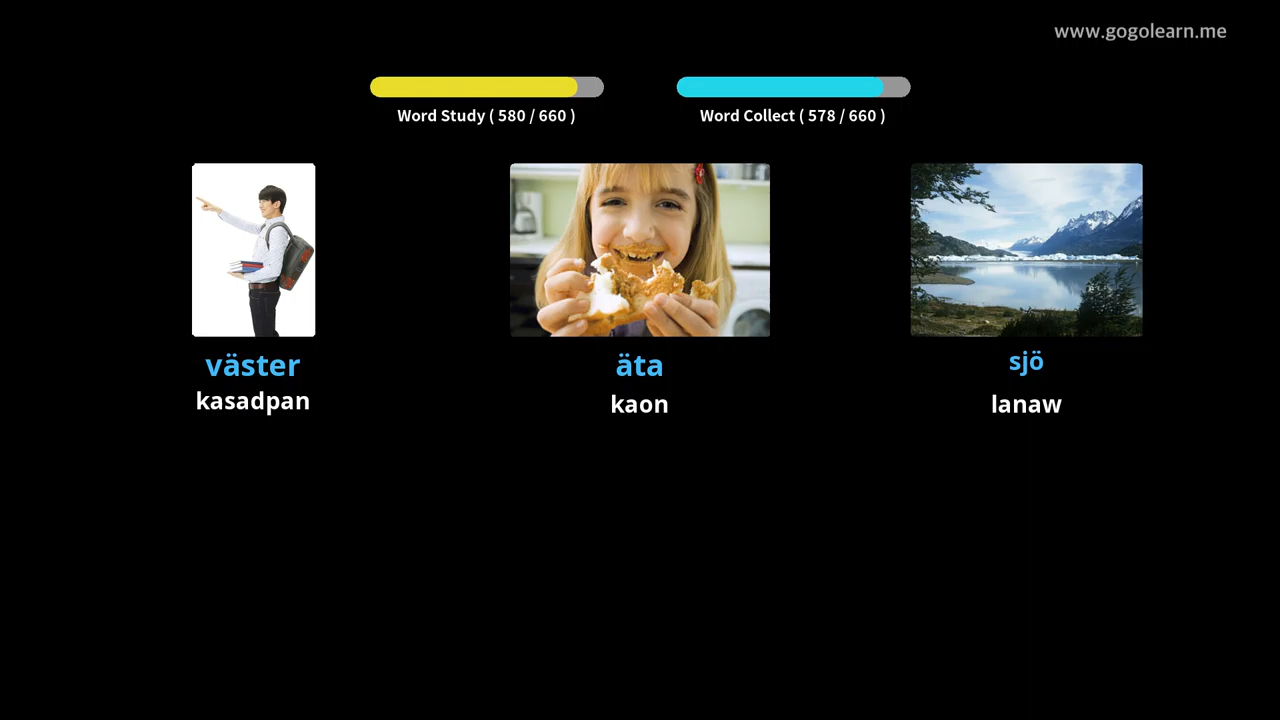 www.gogolearn.me
Word Study ( 580 / 660 )
Word Collect ( 578 / 660 )
väster
kasadpan
äta
kaon
sjö
lanaw